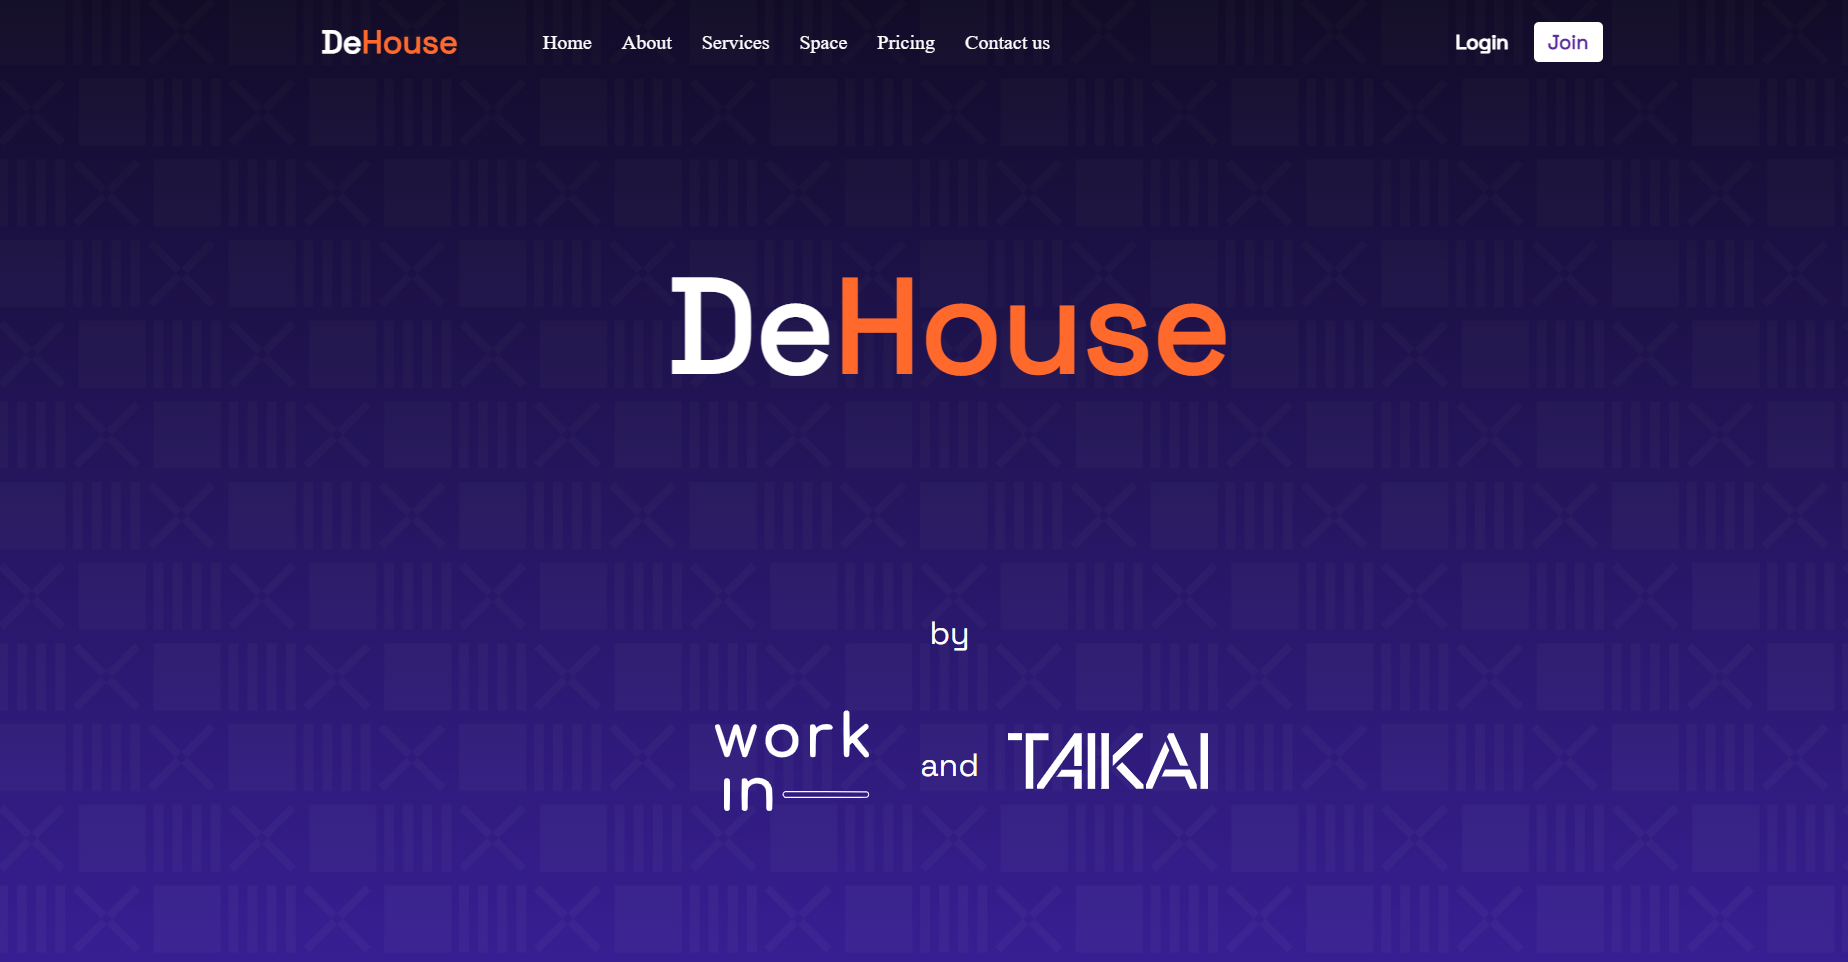 DeHouse Home About Services Space Pricing Contact us Login Join
DeHouse
by
work
in
and TAIKAI